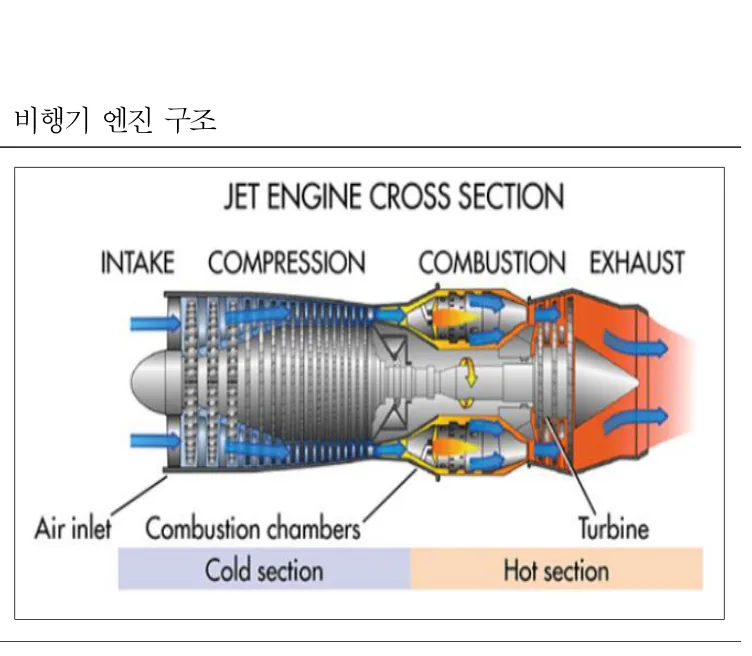 비행기 엔진 구조
JET ENGINE CROSS SECTION
INTAKE COMPRESSION COMBUSTION EXHAUST
Air inlet Combustion chambers Turbine
Cold section Hot section